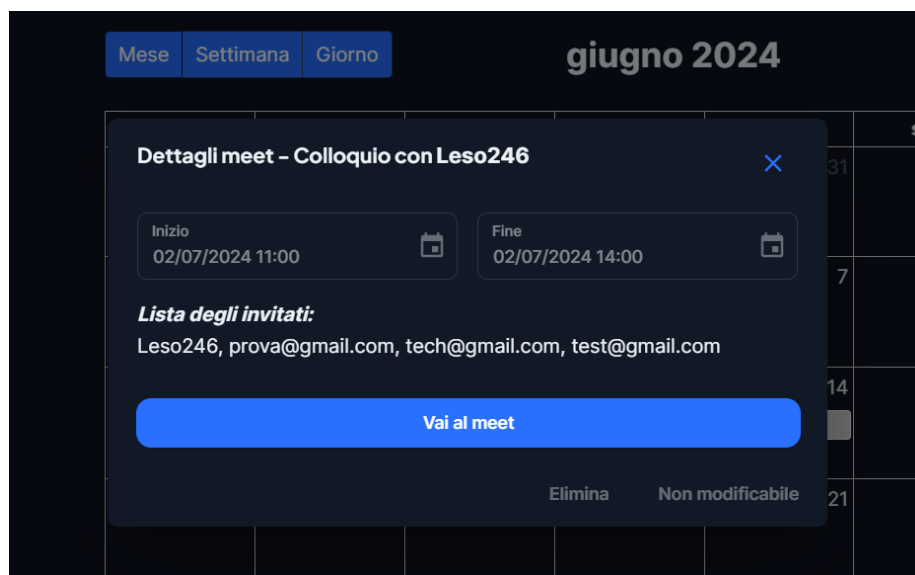 Mese Settimana Giorno
giugno 2024
Dettagli meet – Colloquio con Leso246
31
Inizio
02/07/2024 11:00
Fine
02/07/2024 14:00
7
Lista degli invitati:
Leso246, prova@gmail.com, tech@gmail.com, test@gmail.com
14
Vai al meet
Elimina Non modificabile
21